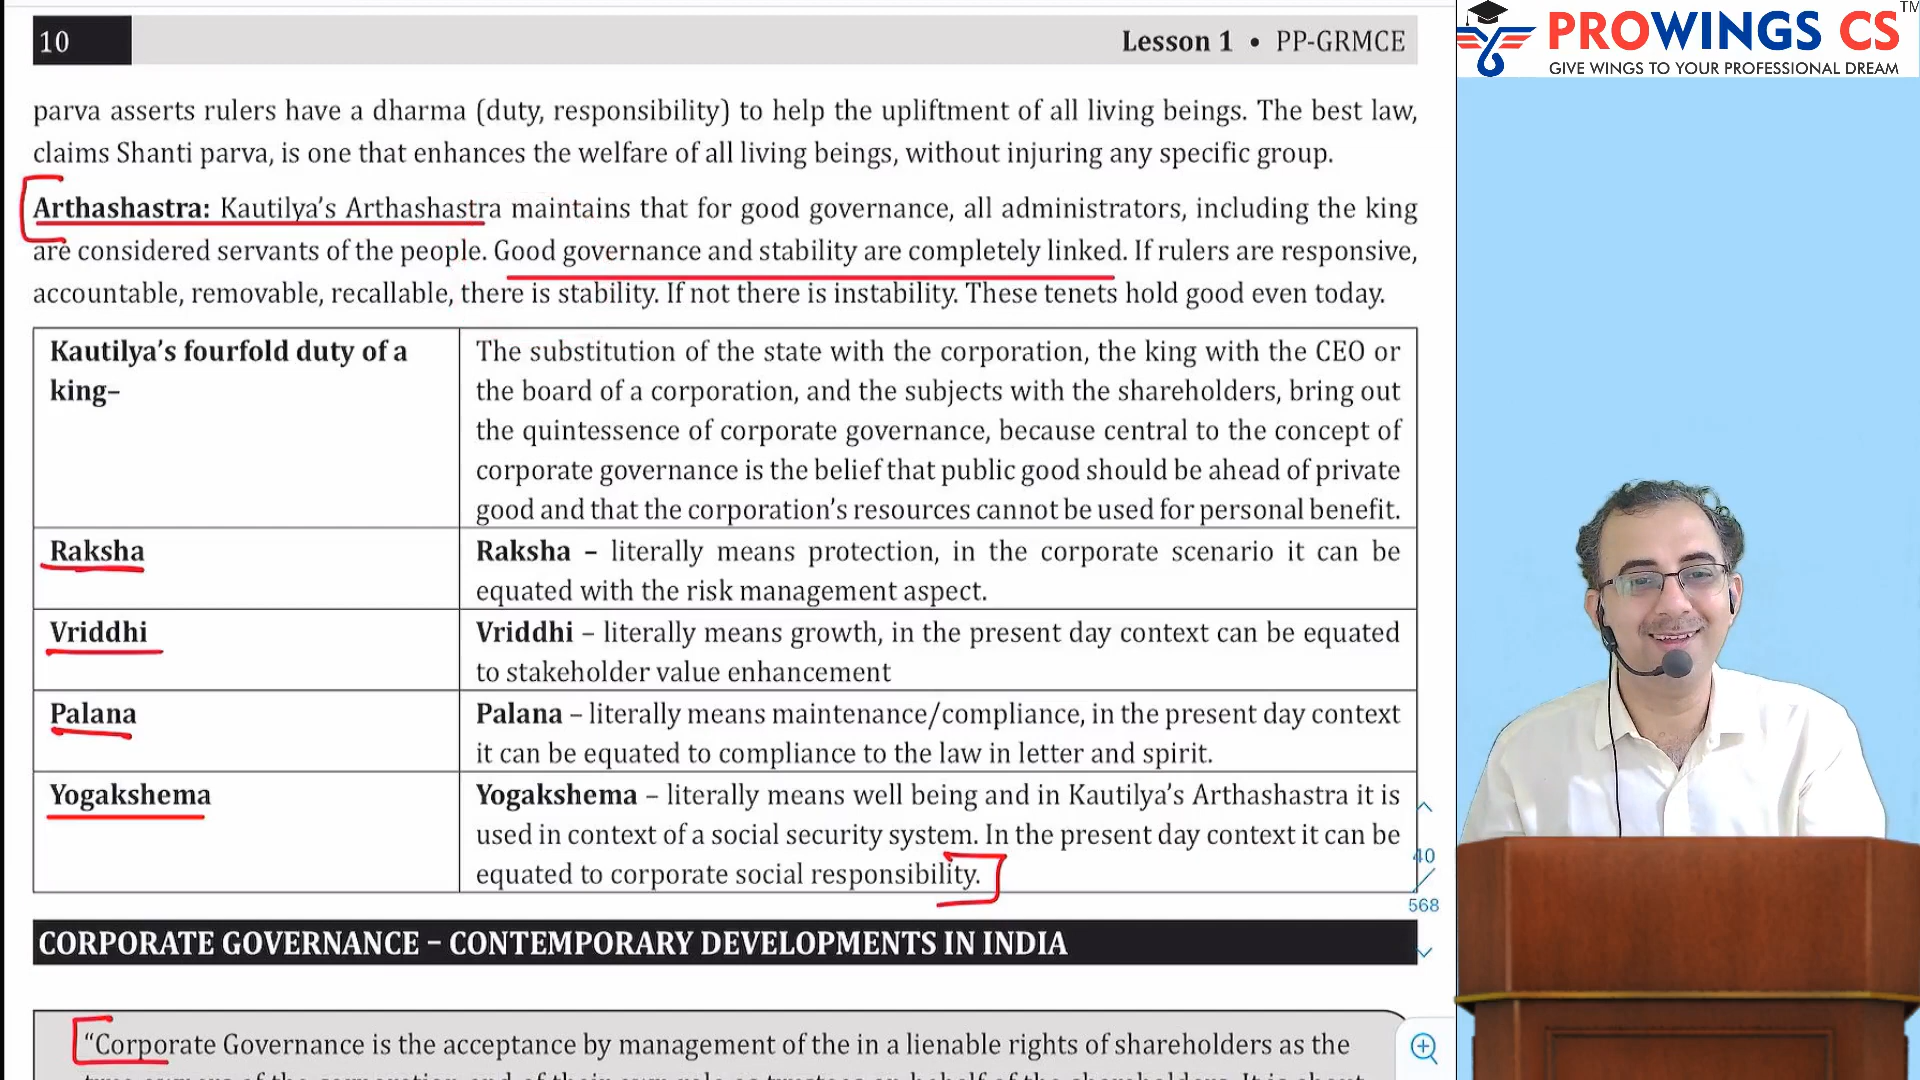 10
Lesson 1 • PP-GRMCE
PROWINGS CS™
GIVE WINGS TO YOUR PROFESSIONAL DREAM
parva asserts rulers have a dharma (duty, responsibility) to help the upliftment of all living beings. The best law,
claims Shanti parva, is one that enhances the welfare of all living beings, without injuring any specific group.
Arthashastra: Kautilya’s Arthashastra maintains that for good governance, all administrators, including the king
are considered servants of the people. Good governance and stability are completely linked. If rulers are responsive,
accountable, removable, recallable, there is stability. If not there is instability. These tenets hold good even today.
Kautilya’s fourfold duty of a
king–
The substitution of the state with the corporation, the king with the CEO or
the board of a corporation, and the subjects with the shareholders, bring out
the quintessence of corporate governance, because central to the concept of
corporate governance is the belief that public good should be ahead of private
good and that the corporation’s resources cannot be used for personal benefit.
Raksha
Raksha – literally means protection, in the corporate scenario it can be
equated with the risk management aspect.
Vriddhi
Vriddhi – literally means growth, in the present day context can be equated
to stakeholder value enhancement
Palana
Palana – literally means maintenance/compliance, in the present day context
it can be equated to compliance to the law in letter and spirit.
Yogakshema
Yogakshema – literally means well being and in Kautilya’s Arthashastra it is
used in context of a social security system. In the present day context it can be
equated to corporate social responsibility.
40
568
CORPORATE GOVERNANCE – CONTEMPORARY DEVELOPMENTS IN INDIA
“Corporate Governance is the acceptance by management of the in a lienable rights of shareholders as the